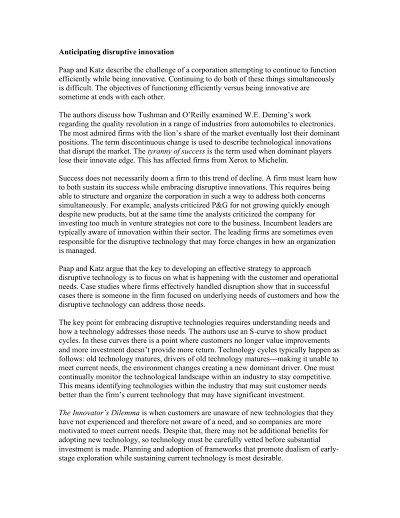 Anticipating disruptive innovation
Paap and Katz describe the challenge of a corporation attempting to continue to function
efficiently while being innovative. Continuing to do both of these things simultaneously
is difficult. The objectives of functioning efficiently versus being innovative are
sometime at ends with each other.
The authors discuss how Tushman and O'Reilly examined W.E. Deming's work
regarding the quality revolution in a range of industries from automobiles to electronics.
The most admired firms with the lion's share of the market eventually lost their dominant
positions. The term discontinuous change is used to describe technological innovations
that disrupt the market. The tyranny of success is the term used when dominant players
lose their innovate edge. This has affected firms from Xerox to Michelin.
Success does not necessarily doom a firm to this trend of decline. A firm must learn how
to both sustain its success while embracing disruptive innovations. This requires being
able to structure and organize the corporation in such a way to address both concerns
simultaneously. For example, analysts criticized P&G for not growing quickly enough
despite new products, but at the same time the analysts criticized the company for
investing too much in venture strategies not core to the business. Incumbent leaders are
typically aware of innovation within their sector. The leading firms are sometimes even
responsible for the disruptive technology that may force changes in how an organization
is managed.
Paap and Katz argue that the key to developing an effective strategy to approach
disruptive technology is to focus on what is happening with the customer and operational
needs. Case studies where firms effectively handled disruption show that in successful
cases there is someone in the firm focused on underlying needs of customers and how the
disruptive technology can address those needs.
The key point for embracing disruptive technologies requires understanding needs and
how a technology addresses those needs. The authors use an S-curve to show product
cycles. In these curves there is a point where customers no longer value improvements
and more investment doesn't provide more return. Technology cycles typically happen as
follows: old technology matures, drivers of old technology matures—making it unable to
meet current needs, the environment changes creating a new dominant driver. One must
continually monitor the technological landscape within an industry to stay competitive.
This means identifying technologies within the industry that may suit customer needs
better than the firm's current technology that may have significant investment.
The Innovator's Dilemma is when customers are unaware of new technologies that they
have not experienced and therefore not aware of a need, and so companies are more
motivated to meet current needs. Despite that, there may not be additional benefits for
adopting new technology, so technology must be carefully vetted before substantial
investment is made. Planning and adoption of frameworks that promote dualism of early-
stage exploration while sustaining current technology is most desirable.